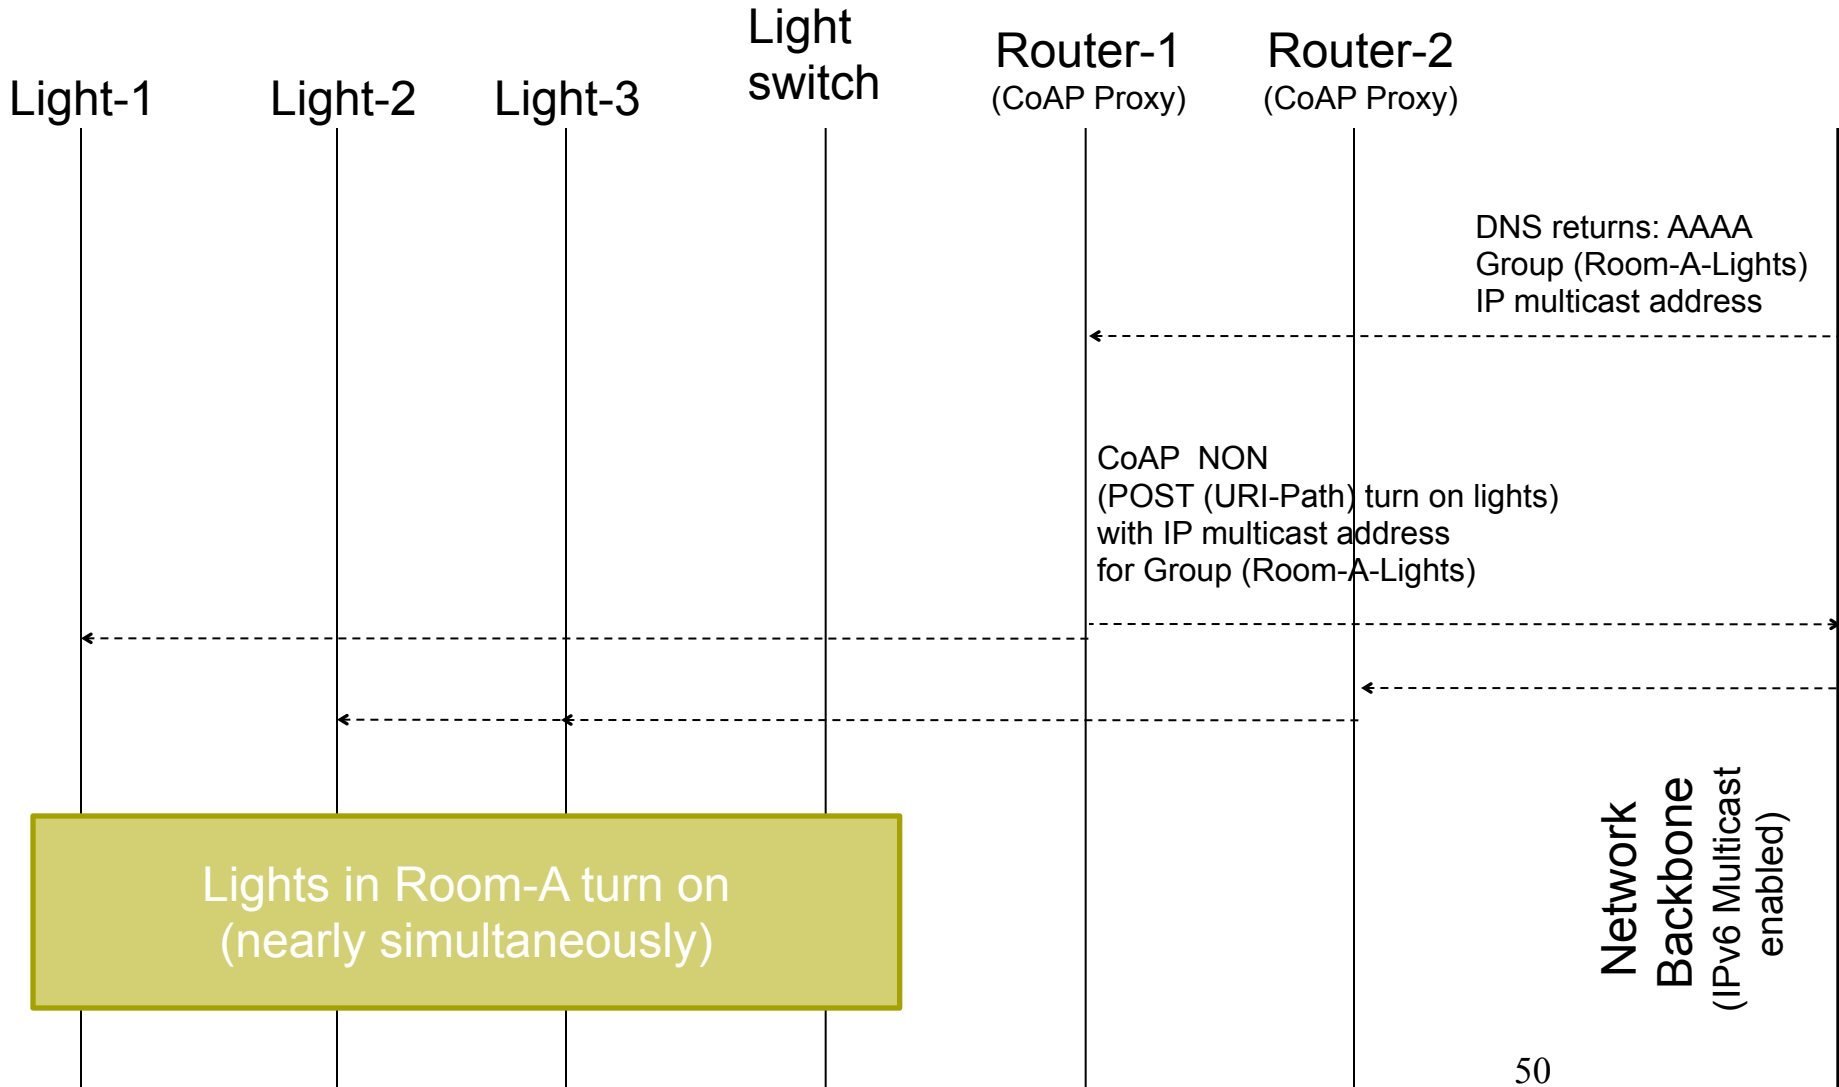 Light-1
Light-2
Light-3
Light
switch
Router-1
(CoAP Proxy)
Router-2
(CoAP Proxy)
DNS returns: AAAA
Group (Room-A-Lights)
IP multicast address
CoAP  NON
(POST (URI-Path) turn on lights)
with IP multicast address
for Group (Room-A-Lights)
Lights in Room-A turn on
(nearly simultaneously)
Network
Backbone
(IPv6 Multicast
enabled)
50